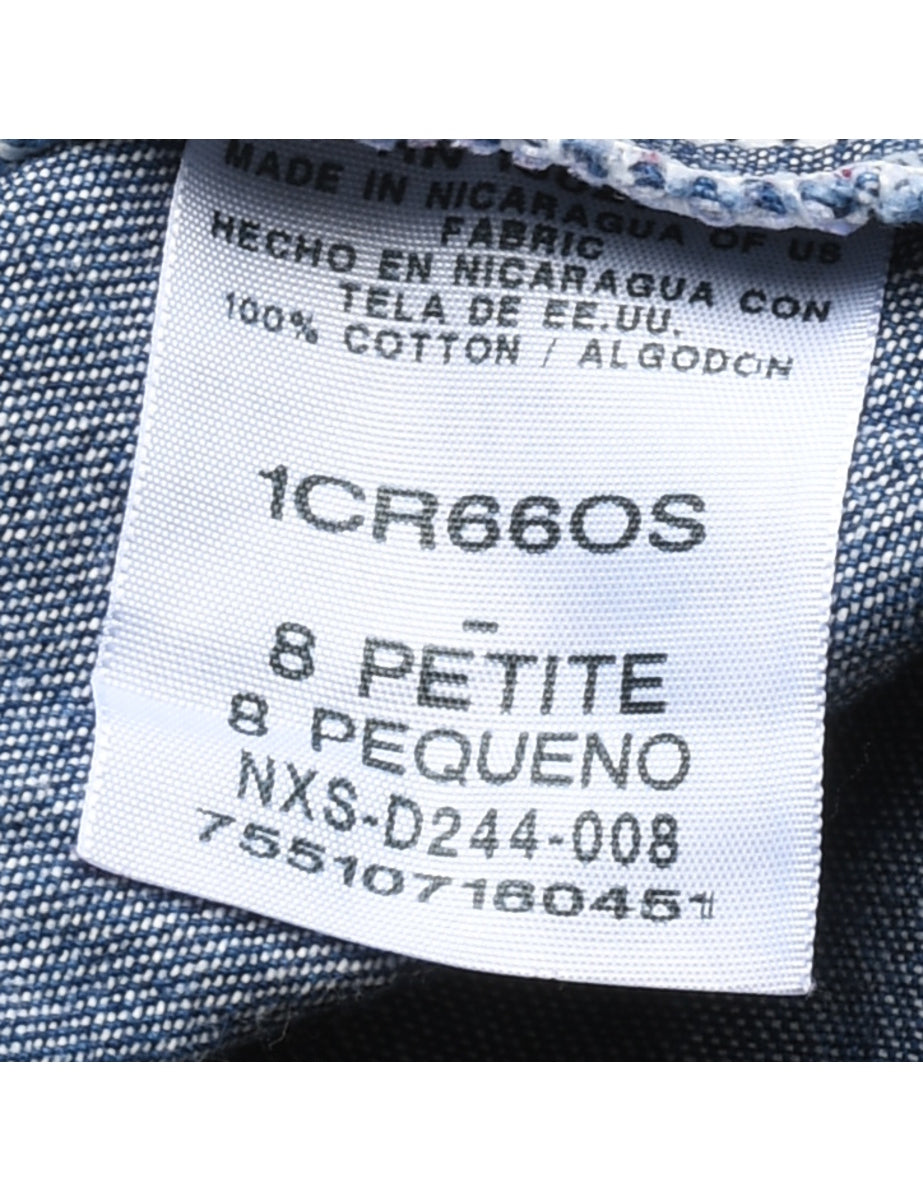 MADE IN NICARAGUA OF US
FABRIC
HECHO EN NICARAGUA CON
TELA DE EE.UU.
100% COTTON / ALGODON
1CR66OS
-
8 PETITE
8 PEQUENO
NXS-D244-008
755107180451